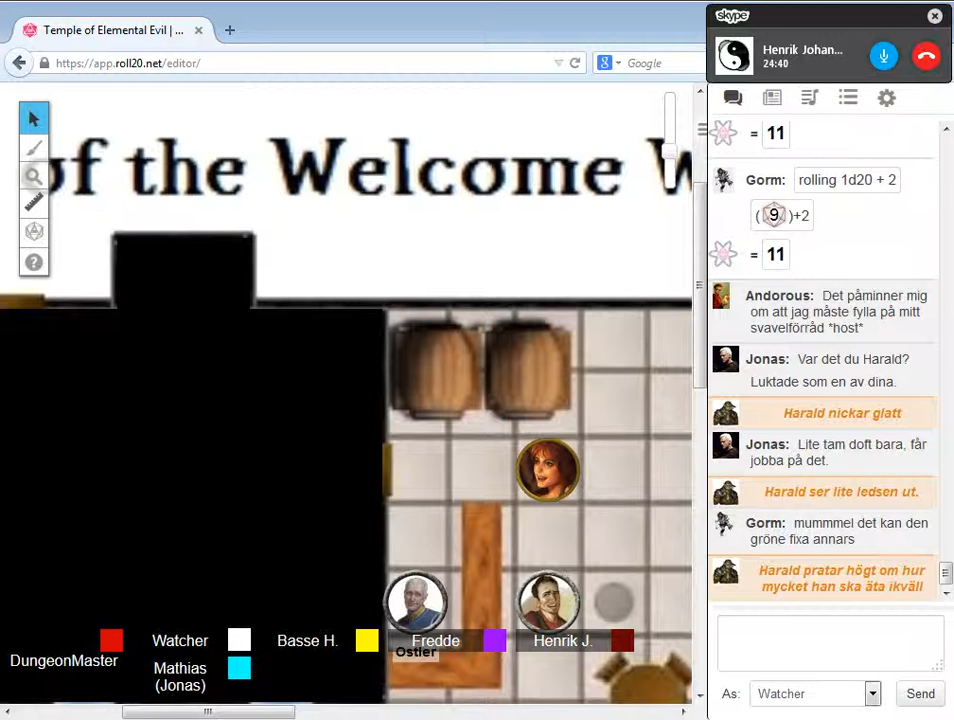 Temple of Elemental Evil | ...
https://app.roll20.net/editor/
Google
skype
Henrik Johan...
24:40
of the Welcome W
= 11
Gorm: rolling 1d20 + 2
(9)+2
= 11
Andorous: Det påminner mig
om att jag måste fylla på mitt
svavelförråd *host*
Jonas: Var det du Harald?
Luktade som en av dina.
Harald nickar glatt
Jonas: Lite tam doft bara, får
jobba på det.
Harald ser lite ledsen ut.
Gorm: mummmel det kan den
gröne fixa annars
Harald pratar högt om hur
mycket han ska äta ikväll
DungeonMaster
Watcher
Mathias
(Jonas)
Basse H.
Fredde
Henrik J.
Ostler
As: Watcher
Send